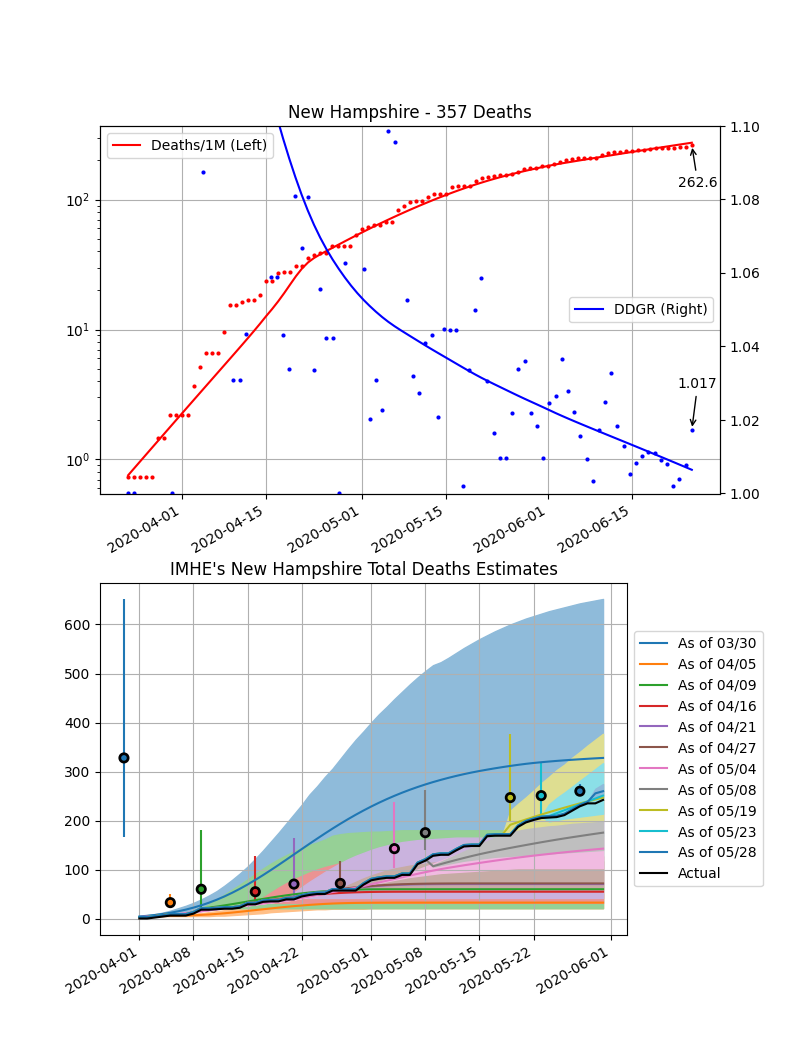 New Hampshire - 357 Deaths
Deaths/1M (Left)
DDGR (Right)
262.6
1.017
10²
10¹
10⁰
1.10
1.08
1.06
1.04
1.02
1.00
2020-04-01
2020-04-15
2020-05-01
2020-05-15
2020-06-01
2020-06-15
IMHE's New Hampshire Total Deaths Estimates
600
500
400
300
200
100
0
2020-04-01
2020-04-08
2020-04-15
2020-04-22
2020-05-01
2020-05-08
2020-05-15
2020-05-22
2020-06-01
As of 03/30
As of 04/05
As of 04/09
As of 04/16
As of 04/21
As of 04/27
As of 05/04
As of 05/08
As of 05/19
As of 05/23
As of 05/28
Actual